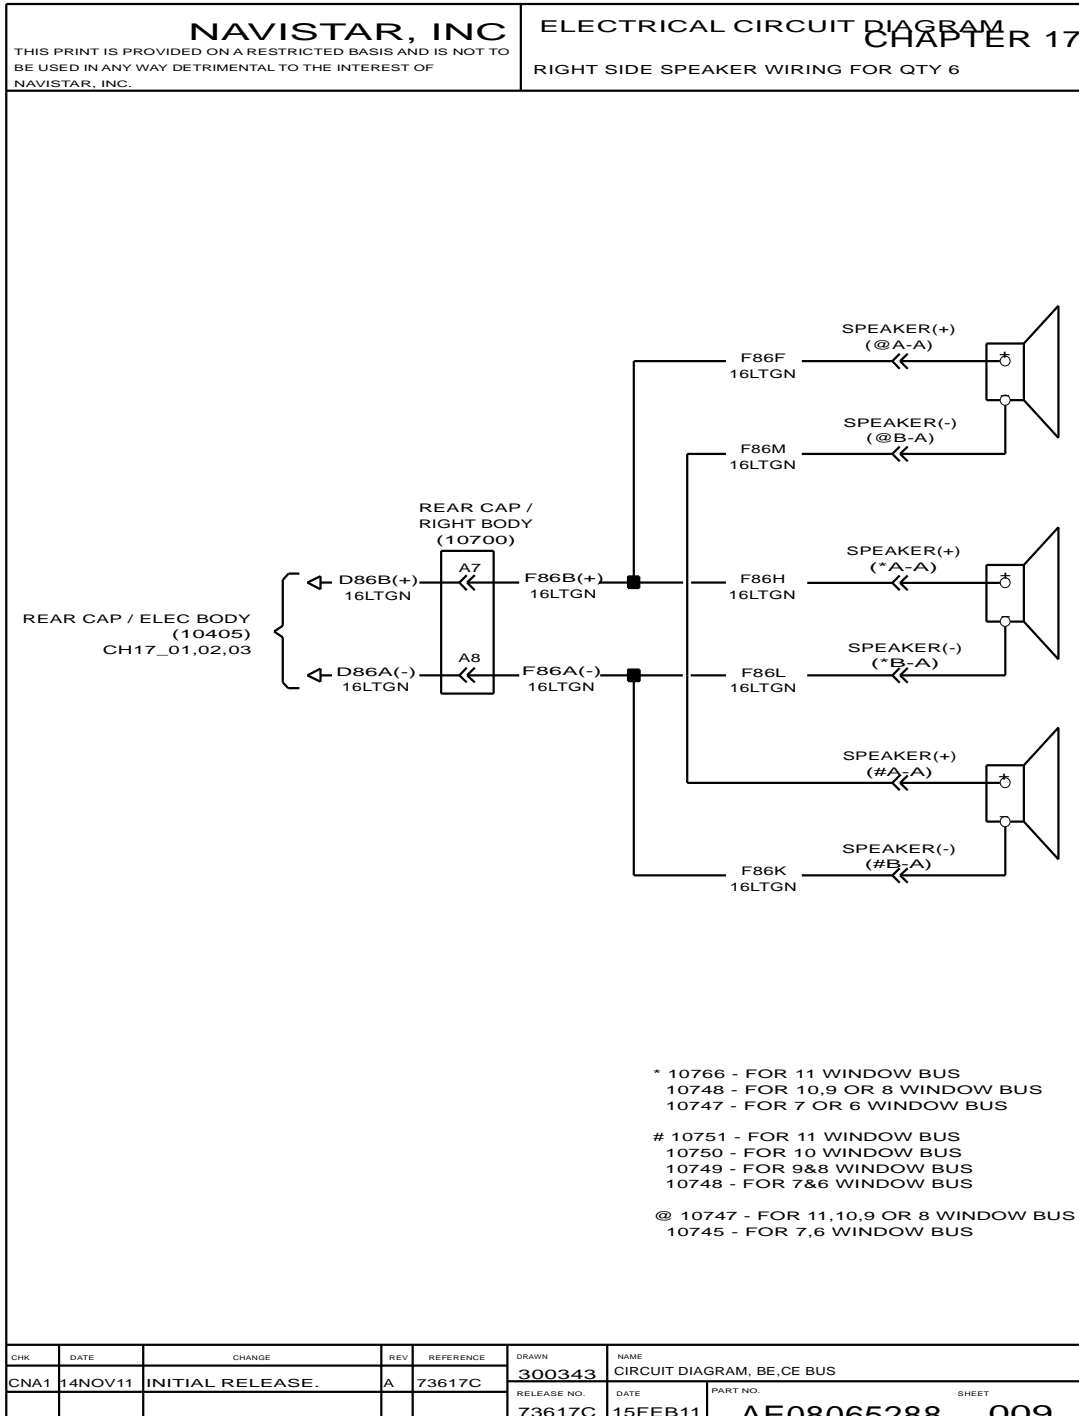 NAVISTAR, INC
THIS PRINT IS PROVIDED ON A RESTRICTED BASIS AND IS NOT TO
BE USED IN ANY WAY DETRIMENTAL TO THE INTEREST OF
NAVISTAR, INC.
ELECTRICAL CIRCUIT DIAGRAM
CHAPTER 17
RIGHT SIDE SPEAKER WIRING FOR QTY 6
SPEAKER(+)
(@A-A)
F86F
16LTGN
+
SPEAKER(-)
(@B-A)
F86M
16LTGN
-
REAR CAP /
RIGHT BODY
(10700)
A7
D86B(+)
16LTGN
F86B(+)
16LTGN
SPEAKER(+)
(*A-A)
F86H
16LTGN
+
REAR CAP / ELEC BODY
(10405)
CH17_01,02,03
A8
D86A(-)
16LTGN
F86A(-)
16LTGN
SPEAKER(-)
(*B-A)
F86L
16LTGN
-
SPEAKER(+)
(#A-A)
+
SPEAKER(-)
(#B-A)
F86K
16LTGN
-
* 10766 - FOR 11 WINDOW BUS
10748 - FOR 10,9 OR 8 WINDOW BUS
10747 - FOR 7 OR 6 WINDOW BUS
# 10751 - FOR 11 WINDOW BUS
10750 - FOR 10 WINDOW BUS
10749 - FOR 9&8 WINDOW BUS
10748 - FOR 7&6 WINDOW BUS
@ 10747 - FOR 11,10,9 OR 8 WINDOW BUS
10745 - FOR 7,6 WINDOW BUS
CHK DATE CHANGE REV REFERENCE
CNA1 14NOV11 INITIAL RELEASE. A 73617C
DRAWN
300343
NAME
CIRCUIT DIAGRAM, BE,CE BUS
RELEASE NO.
73617C
DATE
15FEB11
PART NO.
AE08065288
SHEET
009